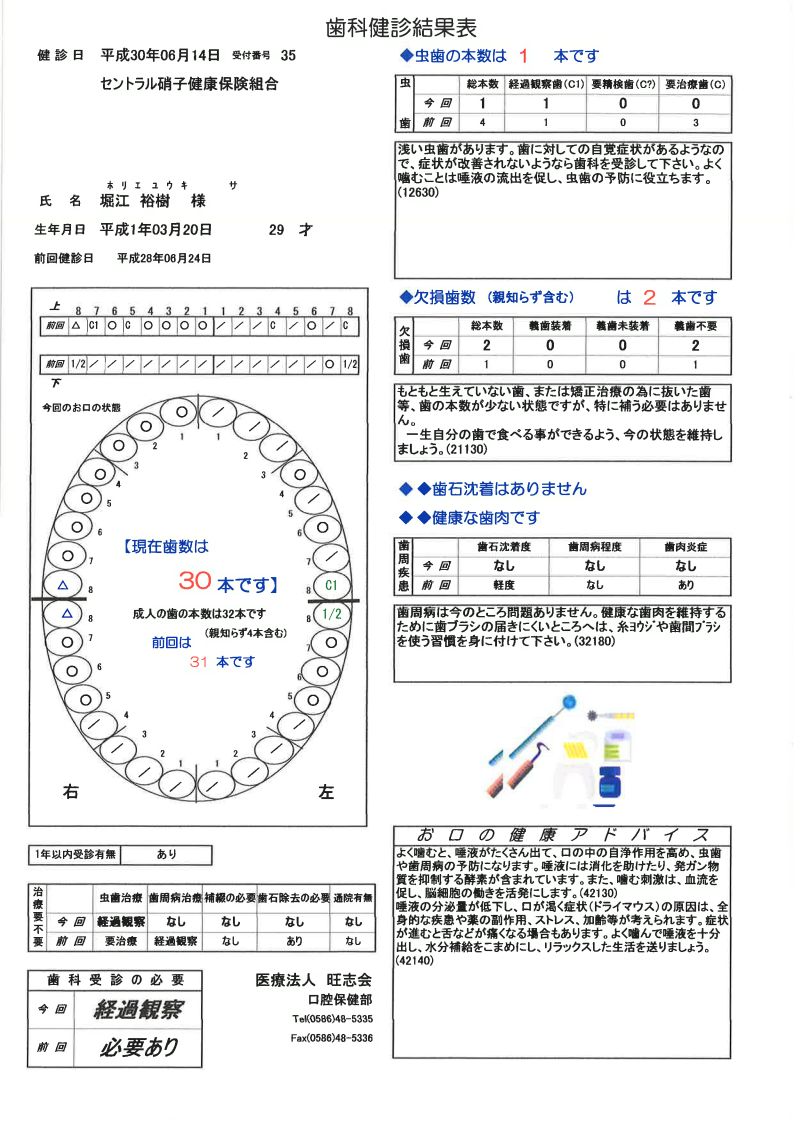 歯科健診結果表
健 診 日 平成30年06月14日 受付番号 35
セントラル硝子健康保険組合
ホリエ ユウキ サ
氏 名 堀江 裕樹 様
生年月日 平成1年03月20日 29 才
前回健診日 平成28年06月24日
上
8 7 6 5 4 3 2 1 1 2 3 4 5 6 7 8
前回 △ C1 ○ C ○ ○ ○ ○ / / / C / ○ / C
前回 1/2 / / / / / / / / / / / / / ○ 1/2
下
今回のお口の状態
【現在歯数は
30 本です】
成人の歯の本数は32本です
(親知らず4本含む)
前回は
31 本です
○ / ○ / ○ / ○ ○ ○ / ○ ○ ○ / △ C1
△ 1/2 ○ ○ ○ ○ ○ ○ / / / / / / / /
1 2 3 4 5 6 7 8
1 2 3 4 5 6 7 8
8 7 6 5 4 3 2 1
8 7 6 5 4 3 2 1
右 左
1年以内受診有無 あり
治療要不要
虫歯治療 歯周病治療 補綴の必要 歯石除去の必要 通院有無
今 回 経過観察 なし なし なし なし
前 回 要治療 経過観察 なし あり なし
歯 科 受 診 の 必 要
今 回 経過観察
前 回 必要あり
医療法人 旺志会
口腔保健部
Tel(0586)48-5335
Fax(0586)48-5336
◆虫歯の本数は 1 本です
虫歯
総本数 経過観察歯(C1) 要精検歯(C?) 要治療歯(C)
今 回 1 1 0 0
前 回 4 1 0 3
浅い虫歯があります。歯に対しての自覚症状があるようなの
で、症状が改善されないようなら歯科を受診して下さい。よく
噛むことは唾液の流出を促し、虫歯の予防に役立ちます。
(12630)
◆欠損歯数 (親知らず含む) は 2 本です
欠損歯
総本数 義歯装着 義歯未装着 義歯不要
今 回 2 0 0 2
前 回 1 0 0 1
もともと生えていない歯、または矯正治療の為に抜いた歯
等、歯の本数が少ない状態ですが、特に補う必要はありませ
ん。
一生自分の歯で食べる事ができるよう、今の状態を維持し
ましょう。(21130)
◆ ◆歯石沈着はありません
◆ ◆健康な歯肉です
歯周疾患
歯石沈着度 歯周病程度 歯肉炎症
今 回 なし なし なし
前 回 軽度 なし あり
歯周病は今のところ問題ありません。健康な歯肉を維持する
ために歯ブラシの届きにくいところへは、糸ヨウジや歯間ブラシ
を使う習慣を身に付けて下さい。(32180)
お 口 の 健 康 ア ド バ イ ス
よく噛むと、唾液がたくさん出て、口の中の自浄作用を高め、虫歯
や歯周病の予防になります。唾液には消化を助けたり、発ガン物
質を抑制する酵素が含まれています。また、噛む刺激は、血流を
促し、脳細胞の働きを活発にします。(42130)
唾液の分泌量が低下し、口が渇く症状(ドライマウス)の原因は、全
身的な疾患や薬の副作用、ストレス、加齢等が考えられます。症状
が進むと舌などが痛くなる場合もあります。よく噛んで唾液を十分
出し、水分補給をこまめにし、リラックスした生活を送りましょう。
(42140)